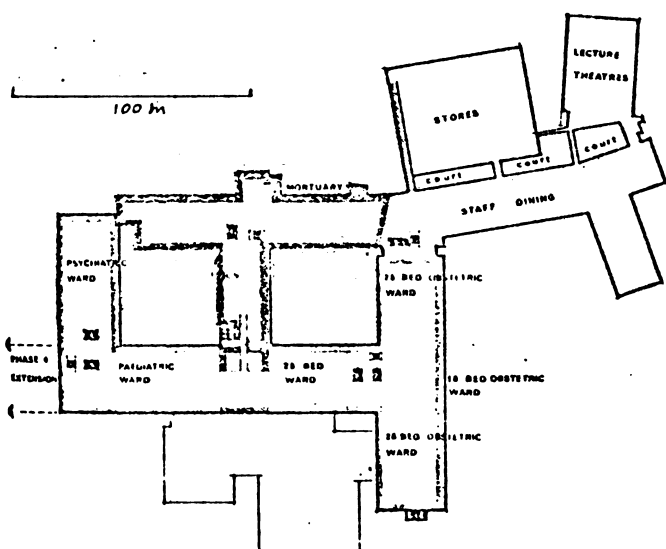 LECTURE
THEATRES
100 m
STORES
COURT
COURT
COURT
MORTUARY
STAFF DINING
PSYCHIATRIC
WARD
BED OBSTETRIC
WARD
PHASE
EXTENSION
PAEDIATRIC
WARD
28 BED
WARD
BED OBSTETRIC
WARD
28 BED OBSTETRIC
WARD